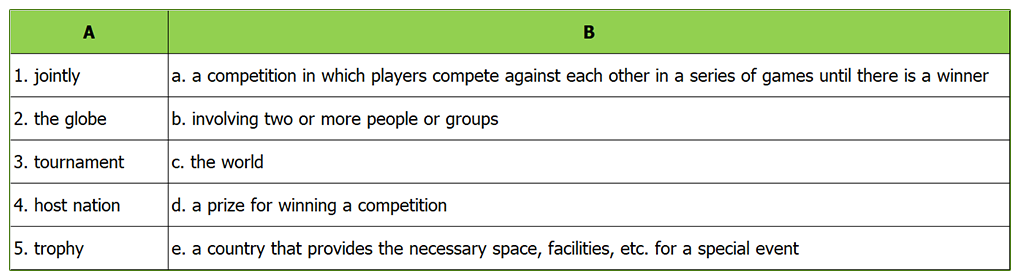 A B
1. jointly a. a competition in which players compete against each other in a series of games until there is a winner
2. the globe b. involving two or more people or groups
3. tournament c. the world
4. host nation d. a prize for winning a competition
5. trophy e. a country that provides the necessary space, facilities, etc. for a special event